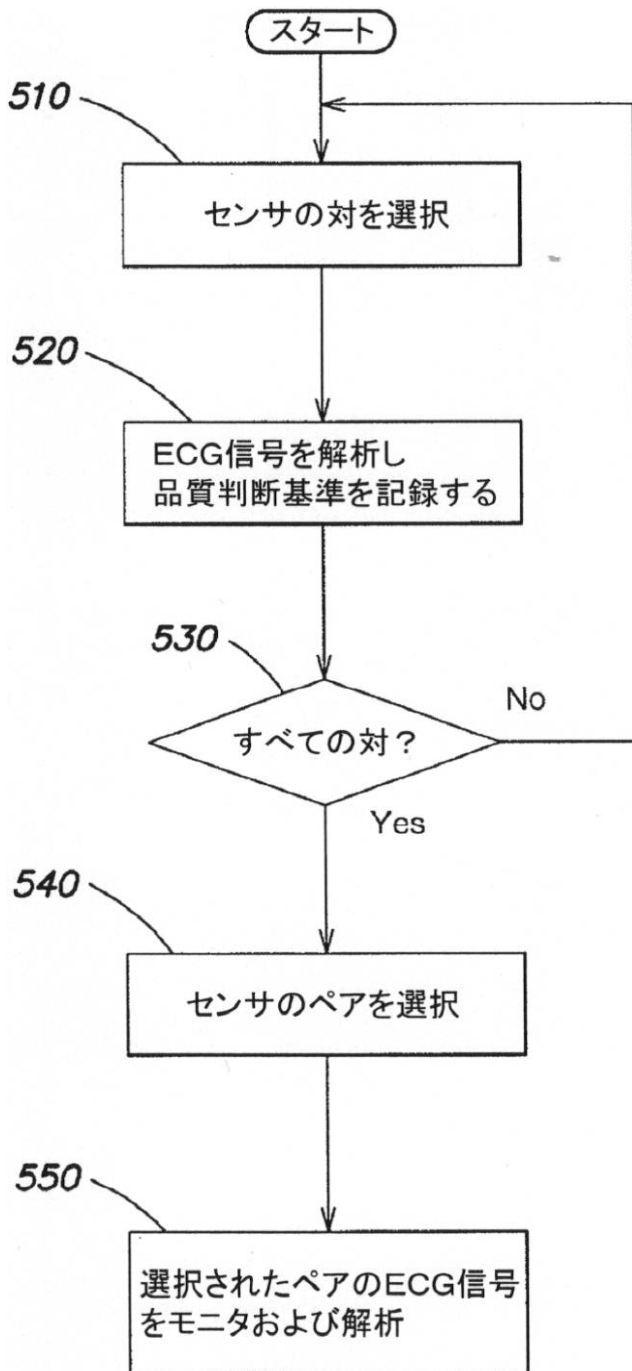 スタート
510
センサの対を選択
520
ECG信号を解析し
品質判断基準を記録する
530
すべての対?
No
Yes
540
センサのペアを選択
550
選択されたペアのECG信号
をモニタおよび解析